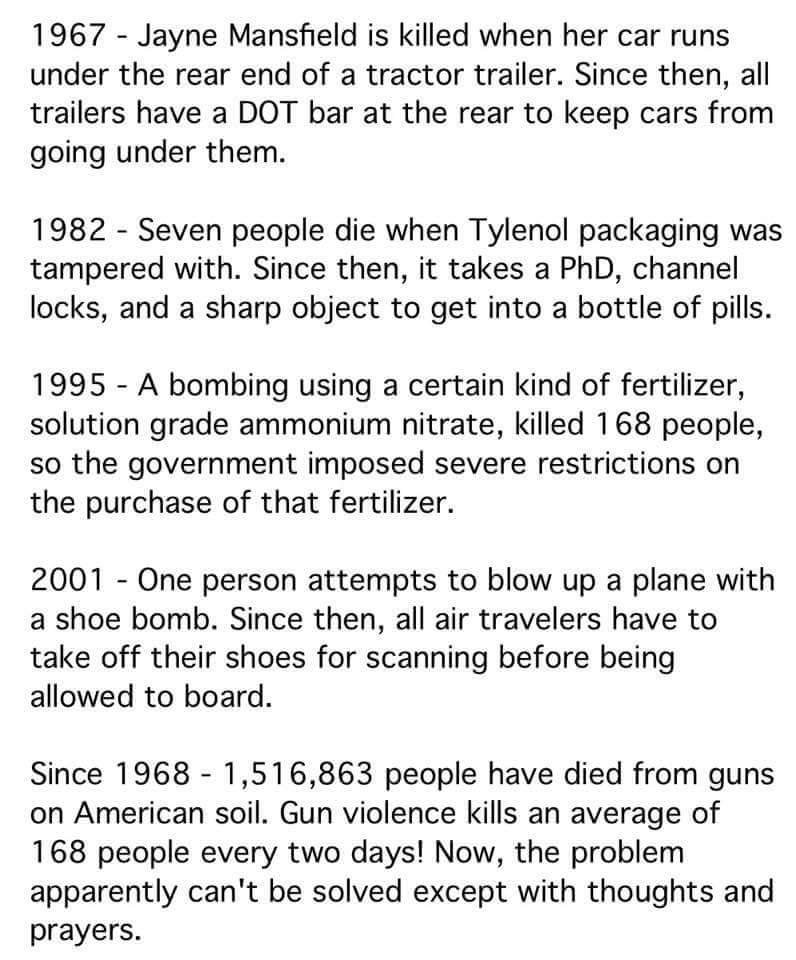 1967 - Jayne Mansfield is killed when her car runs
under the rear end of a tractor trailer. Since then, all
trailers have a DOT bar at the rear to keep cars from
going under them.
1982 - Seven people die when Tylenol packaging was
tampered with. Since then, it takes a PhD, channel
locks, and a sharp object to get into a bottle of pills.
1995 - A bombing using a certain kind of fertilizer,
solution grade ammonium nitrate, killed 168 people,
so the government imposed severe restrictions on
the purchase of that fertilizer.
2001 - One person attempts to blow up a plane with
a shoe bomb. Since then, all air travelers have to
take off their shoes for scanning before being
allowed to board.
Since 1968 - 1,516,863 people have died from guns
on American soil. Gun violence kills an average of
168 people every two days! Now, the problem
apparently can't be solved except with thoughts and
prayers.